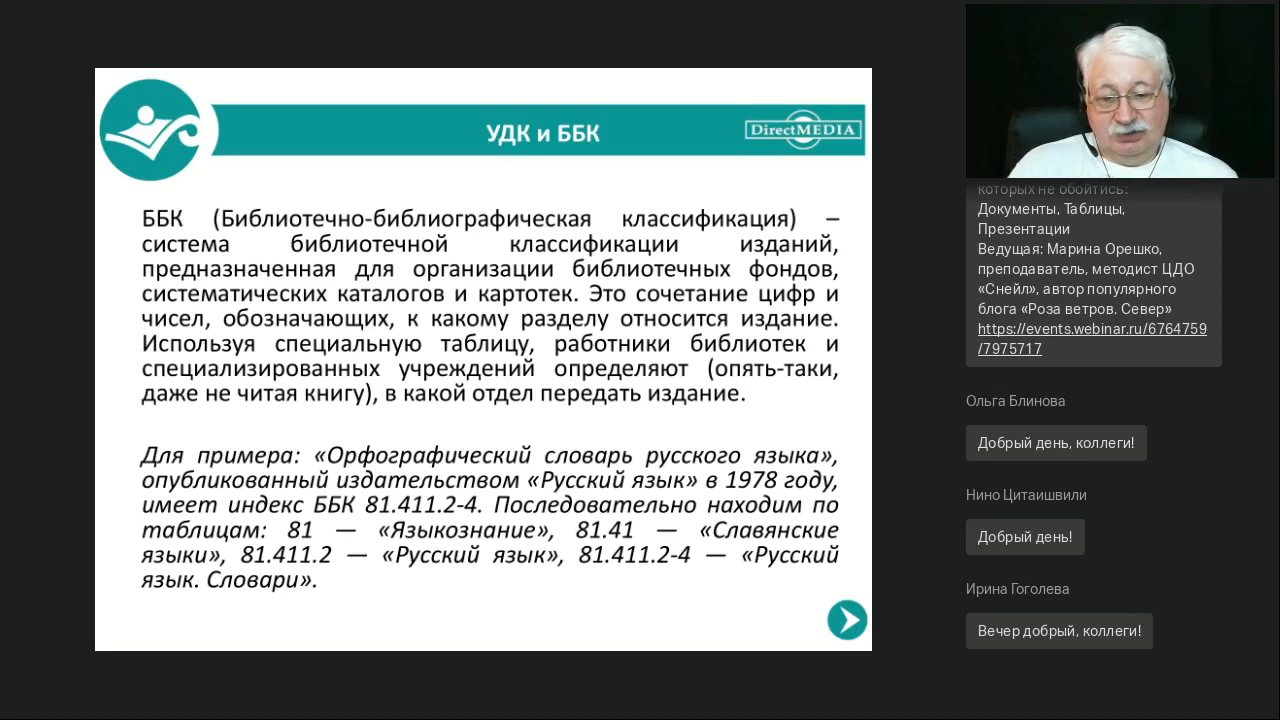 УДК и ББК
DirectMEDIA
ББК (Библиотечно-библиографическая классификация) –
система библиотечной классификации изданий,
предназначенная для организации библиотечных фондов,
систематических каталогов и картотек. Это сочетание цифр и
чисел, обозначающих, к какому разделу относится издание.
Используя специальную таблицу, работники библиотек и
специализированных учреждений определяют (опять-таки,
даже не читая книгу), в какой отдел передать издание.
Для примера: «Орфографический словарь русского языка»,
опубликованный издательством «Русский язык» в 1978 году,
имеет индекс ББК 81.411.2-4. Последовательно находим по
таблицам: 81 — «Языкознание», 81.41 — «Славянские
языки», 81.411.2 — «Русский язык», 81.411.2-4 — «Русский
язык. Словари».
которых не обойтись:
Документы, Таблицы,
Презентации
Ведущая: Марина Орешко,
преподаватель, методист ЦДО
«Снейл», автор популярного
блога «Роза ветров. Север»
https://events.webinar.ru/6764759
/7975717
Ольга Блинова
Добрый день, коллеги!
Нино Цитаишвили
Добрый день!
Ирина Гоголева
Вечер добрый, коллеги!